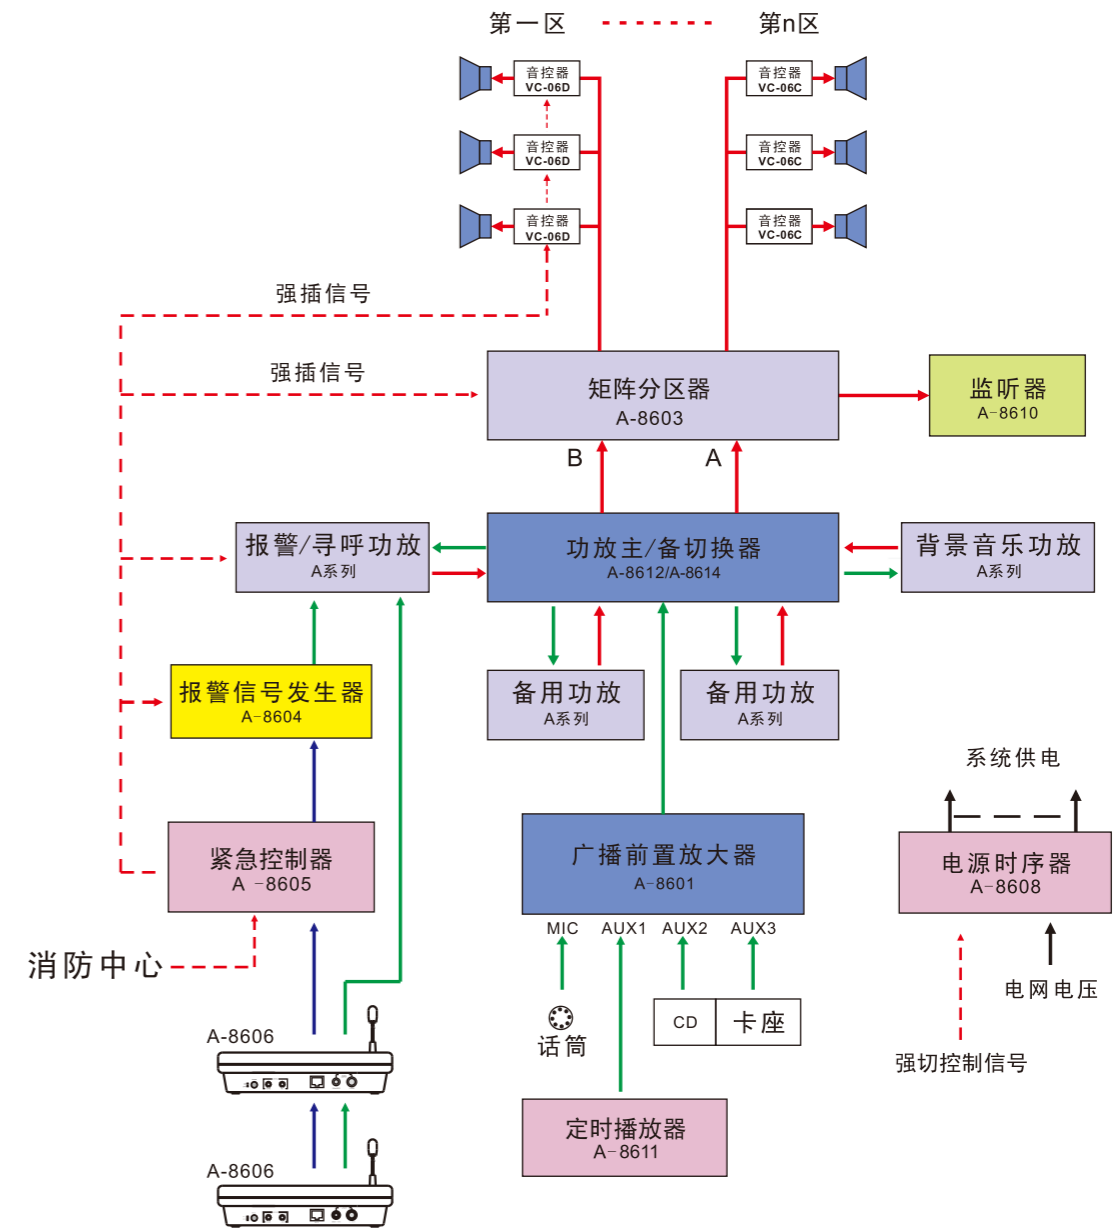 第一区
第n区
音控器
VC-06D
音控器
VC-06C
音控器
VC-06D
音控器
VC-06C
音控器
VC-06D
音控器
VC-06C
强插信号
强插信号
矩阵分区器
A-8603
监听器
A-8610
B
A
报警/寻呼功放
A系列
功放主/备切换器
A-8612/A-8614
背景音乐功放
A系列
报警信号发生器
A-8604
备用功放
A系列
备用功放
A系列
系统供电
紧急控制器
A -8605
广播前置放大器
A-8601
电源时序器
A-8608
MIC
AUX1
AUX2
AUX3
消防中心
电网电压
话筒
CD
卡座
A-8606
强切控制信号
定时播放器
A-8611
A-8606